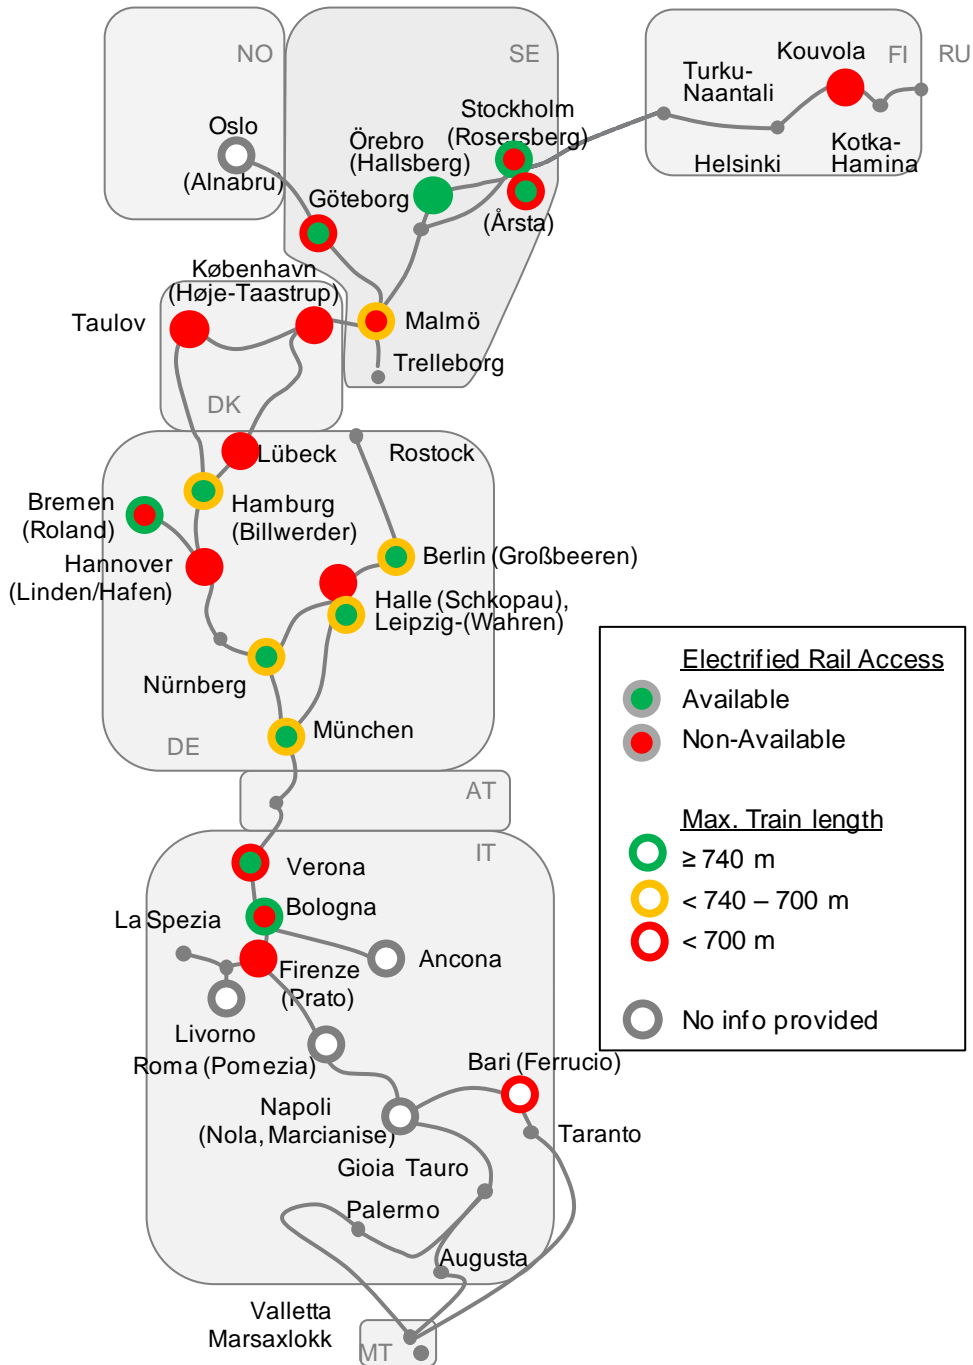 NO
SE
FI
RU
Kouvola
Turku-
Naantali
Stockholm
(Rosersberg)
Örebro
(Hallsberg)
Oslo
(Alnabru)
Helsinki
Kotka-
Hamina
Göteborg
(Årsta)
København
(Høje-Taastrup)
Taulov
Malmö
Trelleborg
DK
Lübeck
Rostock
Bremen
(Roland)
Hamburg
(Billwerder)
Hannover
(Linden/Hafen)
Berlin (Großbeeren)
Halle (Schkopau),
Leipzig-(Wahren)
Nürnberg
München
DE
AT
IT
Electrified Rail Access
Available
Non-Available
Max. Train length
≥ 740 m
< 740 – 700 m
< 700 m
No info provided
Verona
Bologna
La Spezia
Ancona
Firenze
(Prato)
Livorno
Roma (Pomezia)
Bari (Ferrucio)
Napoli
(Nola, Marcianise)
Taranto
Gioia Tauro
Palermo
Augusta
Valletta
Marsaxlokk
MT